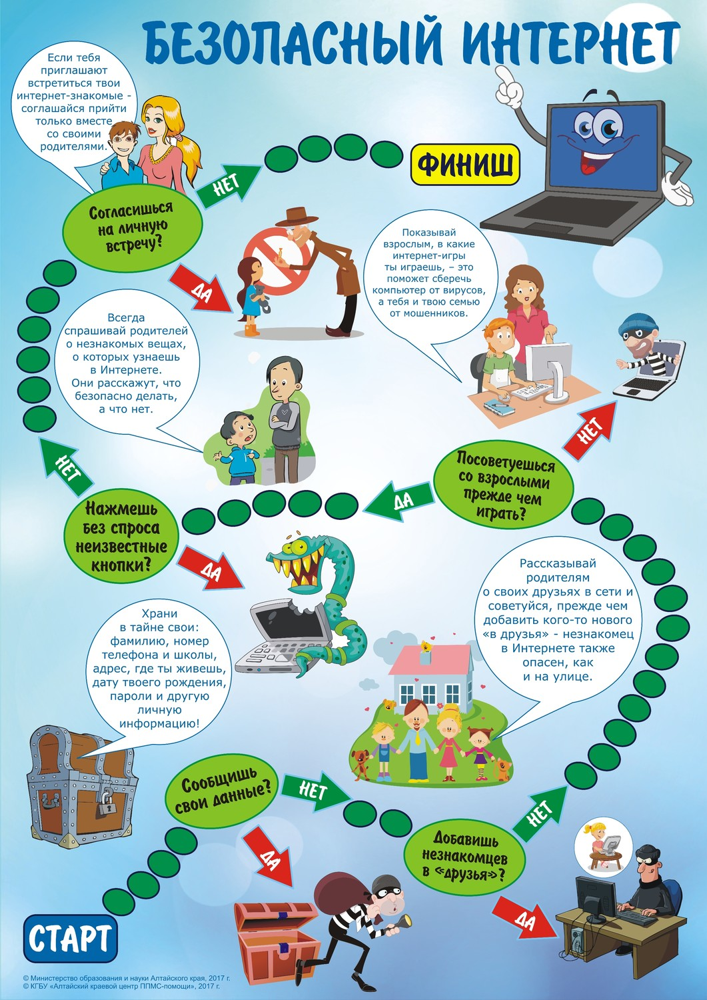 БЕЗОПАСНЫЙ ИНТЕРНЕТ
Если тебя
приглашают
встретиться твои
интернет-знакомые -
соглашайся прийти
только вместе
со своими
родителями.
ФИНИШ
НЕТ
Согласишься
на личную
встречу?
ДА
Показывай
взрослым, в какие
интернет-игры
ты играешь, – это
поможет сберечь
компьютер от вирусов,
а тебя и твою семью
от мошенников.
Всегда
спрашивай родителей
о незнакомых вещах,
о которых узнаешь
в Интернете.
Они расскажут, что
безопасно делать,
а что нет.
НЕТ
НЕТ
Посоветуешься
со взрослыми
прежде чем
играть?
ДА
Нажмешь
без спроса
неизвестные
кнопки?
ДА
Рассказывай
родителям
о своих друзьях в сети и
советуйся, прежде чем
добавить кого-то нового
«в друзья» - незнакомец
в Интернете также
опасен, как
и на улице.
Храни
в тайне свои:
фамилию, номер
телефона и школы,
адрес, где ты живешь,
дату твоего рождения,
пароли и другую
личную
информацию!
Сообщишь
свои данные?
НЕТ
НЕТ
ДА
Добавишь
незнакомцев
в «друзья»?
ДА
СТАРТ
© Министерство образования и науки Алтайского края, 2017 г.
© КГБУ «Алтайский краевой центр ППМС-помощи», 2017 г.